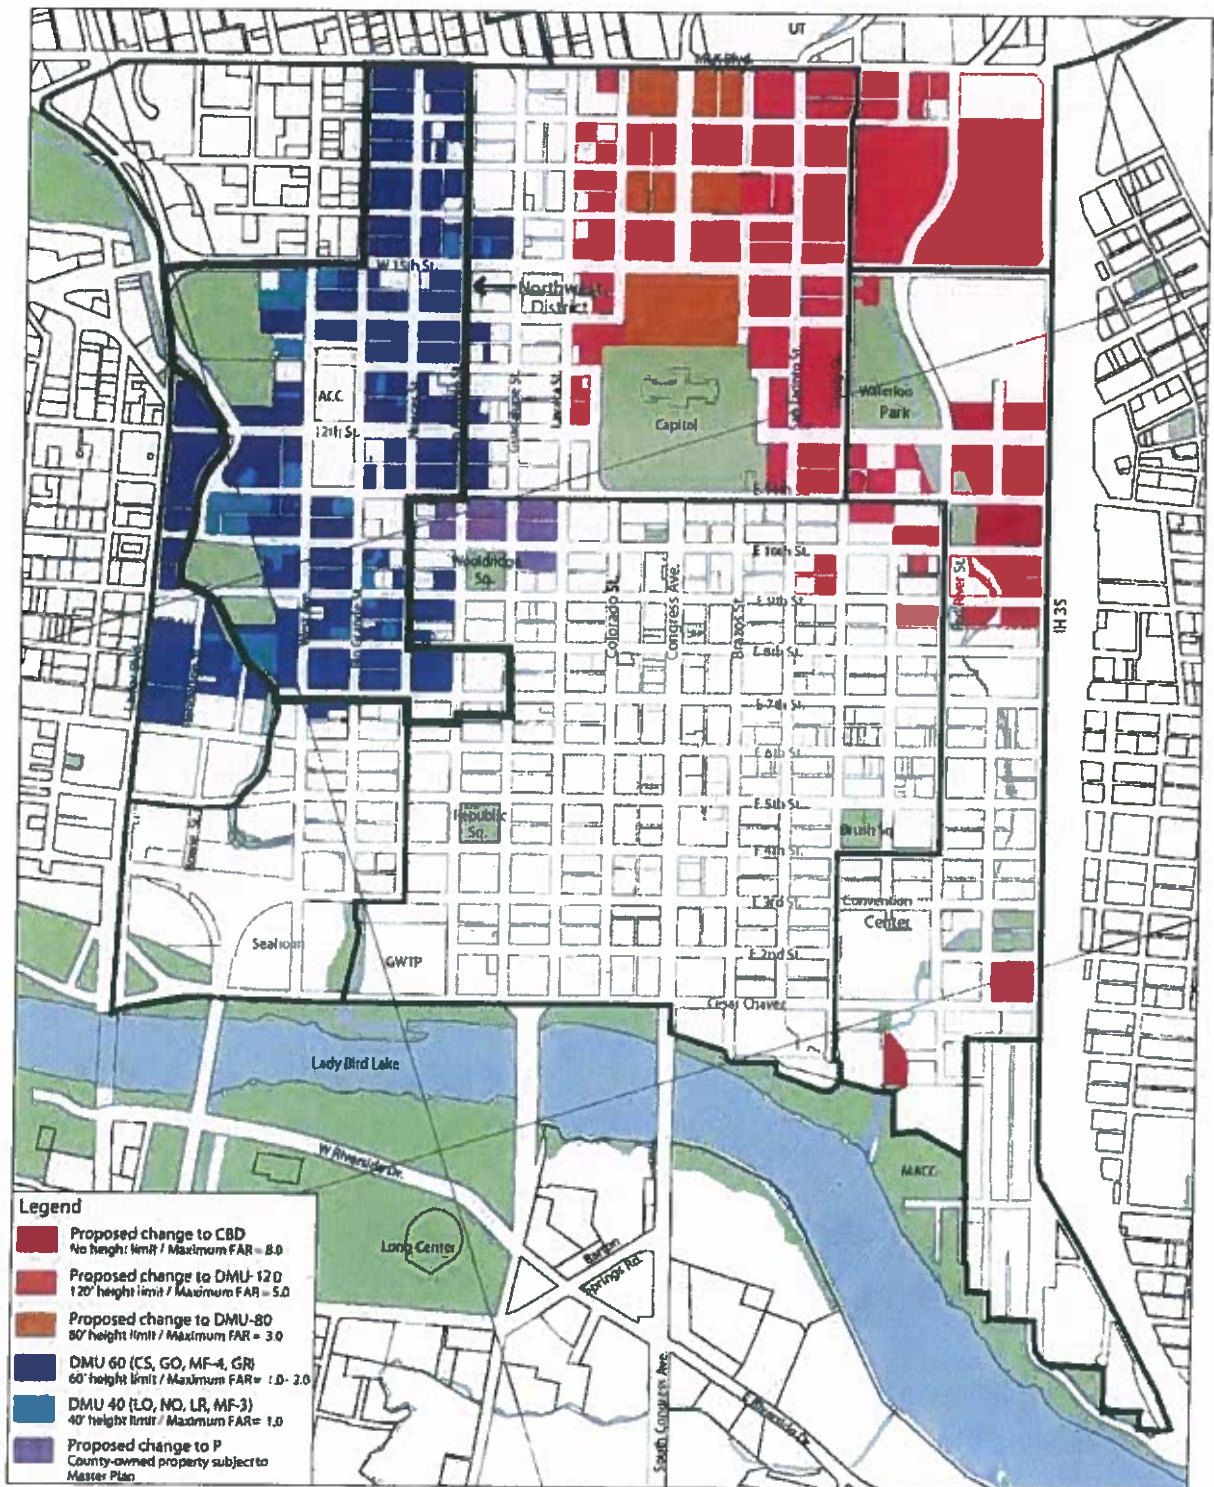 UT
MLK Blvd.
W 15th St.
Northwest
District
ACC
12th St.
Guadalupe St.
Lavaca St.
Capitol
San Jacinto St.
Waterloo
Park
E 11th St.
Wooldridge
Sq.
E 10th St.
Red River St.
IH 35
Colorado St.
Congress Ave.
Brazos St.
E 9th St.
E 8th St.
E 7th St.
E 6th St.
E 5th St.
Republic
Sq.
Brush Sq.
E 4th St.
E 3rd St.
Convention
Center
Seaholm
GWTP
E 2nd St.
Cesar Chavez
Lady Bird Lake
W Riverside Dr.
MACC
Long Center
Barton
Springs Rd.
South Congress Ave.
E Riverside Dr.
Legend
Proposed change to CBD
No height limit / Maximum FAR = 8.0
Proposed change to DMU-120
120' height limit / Maximum FAR = 5.0
Proposed change to DMU-80
80' height limit / Maximum FAR = 3.0
DMU 60 (CS, GO, MF-4, GR)
60' height limit / Maximum FAR= 1.0- 2.0
DMU 40 (LO, NO, LR, MF-3)
40' height limit / Maximum FAR= 1.0
Proposed change to P
County-owned property subject to
Master Plan